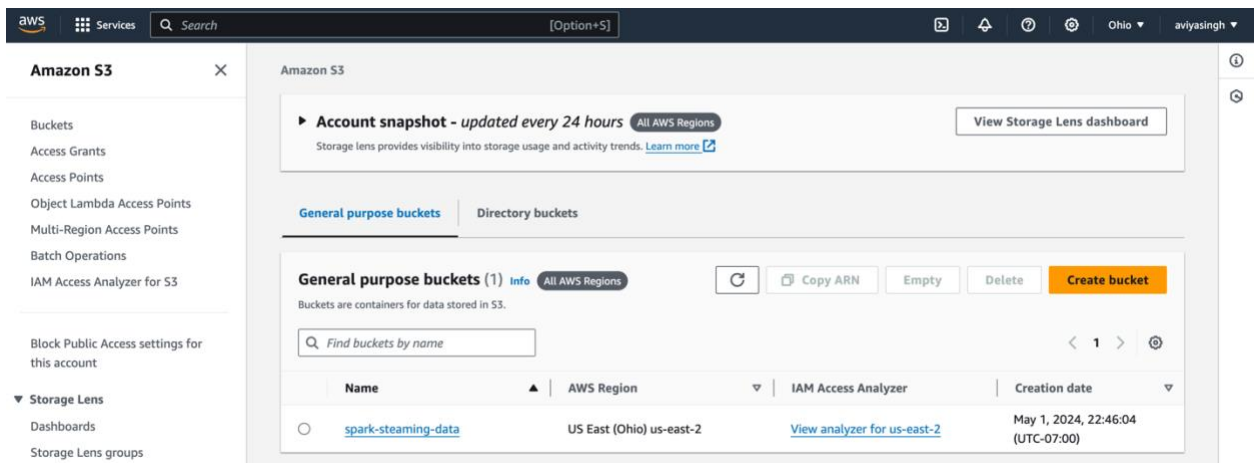 aws
Services
Search
[Option+S]
Ohio
aviyasingh
Amazon S3
Buckets
Access Grants
Access Points
Object Lambda Access Points
Multi-Region Access Points
Batch Operations
IAM Access Analyzer for S3
Block Public Access settings for
this account
Storage Lens
Dashboards
Storage Lens groups
Amazon S3
Account snapshot - updated every 24 hours All AWS Regions
Storage lens provides visibility into storage usage and activity trends. Learn more
View Storage Lens dashboard
General purpose buckets
Directory buckets
General purpose buckets (1) Info All AWS Regions
Buckets are containers for data stored in S3.
Copy ARN
Empty
Delete
Create bucket
Find buckets by name
1
Name
AWS Region
IAM Access Analyzer
Creation date
spark-steaming-data
US East (Ohio) us-east-2
View analyzer for us-east-2
May 1, 2024, 22:46:04
(UTC-07:00)